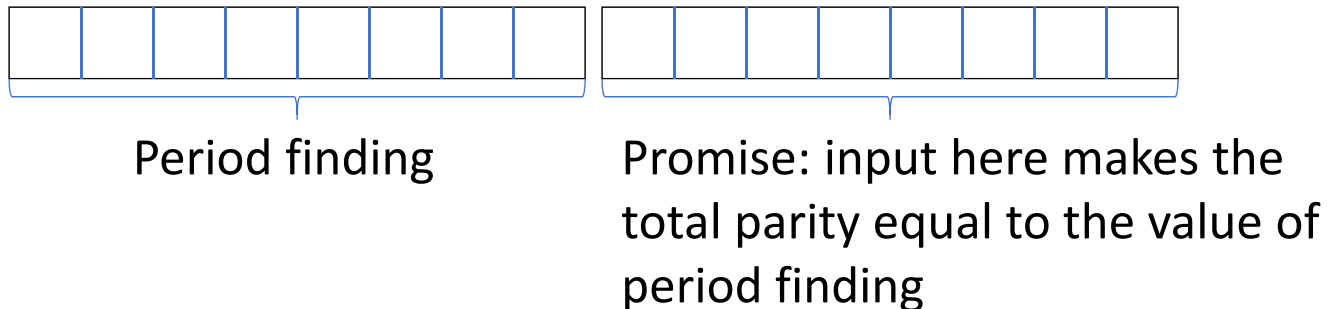 Period finding
Promise: input here makes the
total parity equal to the value of
period finding